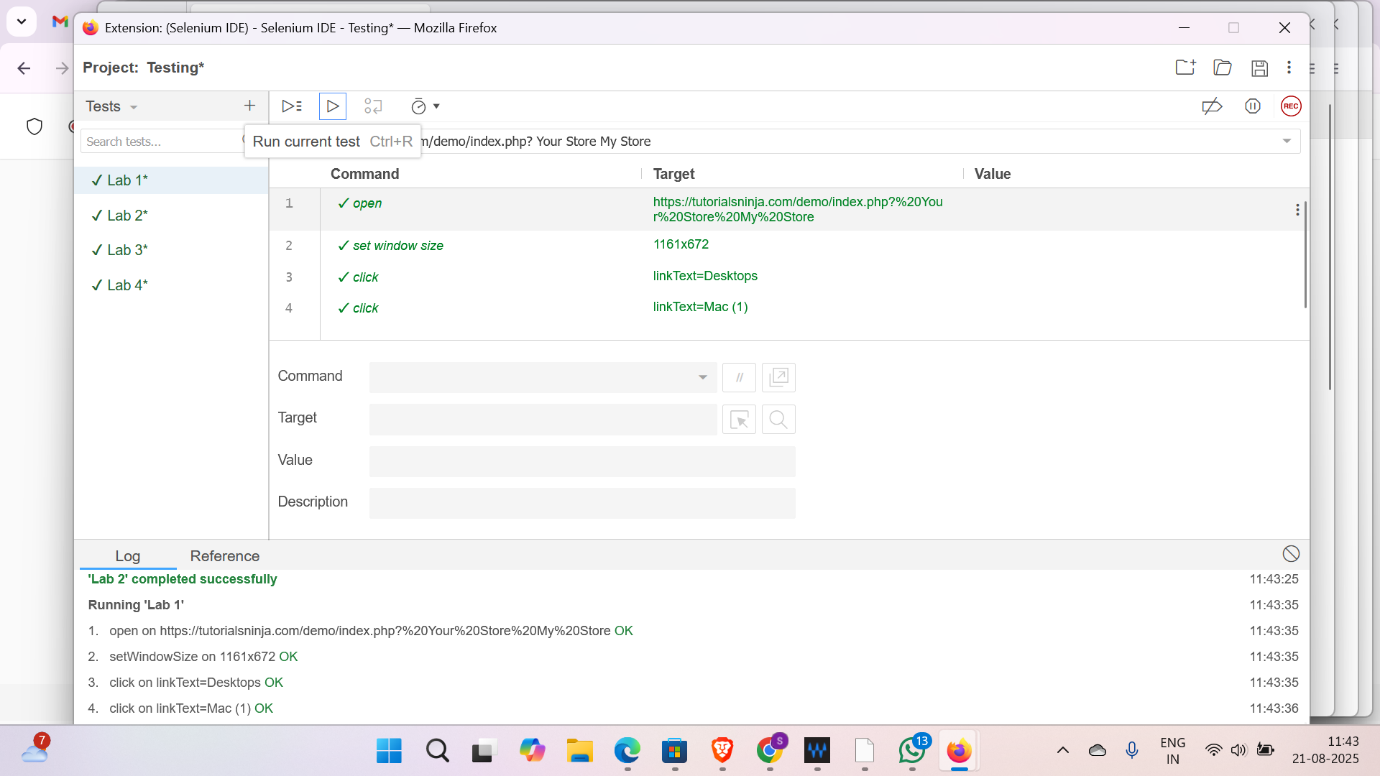 Extension: (Selenium IDE) - Selenium IDE - Testing* — Mozilla Firefox
Project: Testing*
Tests
Search tests...
Run current test Ctrl+R
m/demo/index.php? Your Store My Store
Command Target Value
✓ Lab 1*
✓ Lab 2*
✓ Lab 3*
✓ Lab 4*
1 ✓ open https://tutorialsninja.com/demo/index.php?%20You
r%20Store%20My%20Store
2 ✓ set window size 1161x672
3 ✓ click linkText=Desktops
4 ✓ click linkText=Mac (1)
REC
Command
//
Target
Value
Description
Log Reference
'Lab 2' completed successfully 11:43:25
Running 'Lab 1' 11:43:35
1. open on https://tutorialsninja.com/demo/index.php?%20Your%20Store%20My%20Store OK 11:43:35
2. setWindowSize on 1161x672 OK 11:43:35
3. click on linkText=Desktops OK 11:43:35
4. click on linkText=Mac (1) OK 11:43:36
7
S
13
ENG
IN
11:43
21-08-2025